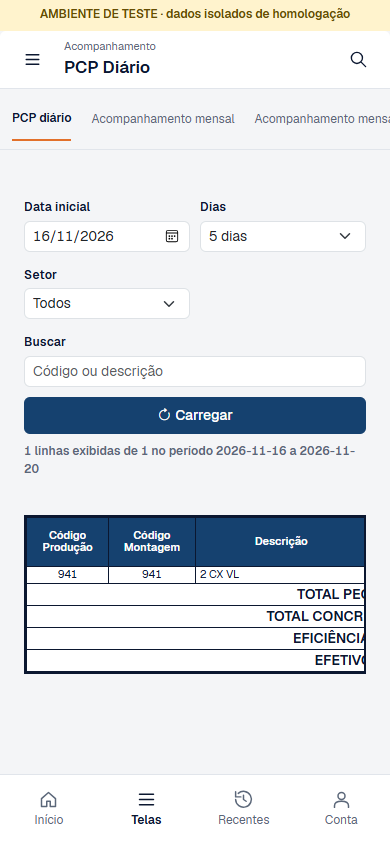 AMBIENTE DE TESTE · dados isolados de homologação
Acompanhamento
PCP Diário
PCP diário
Acompanhamento mensal
Acompanhamento mensa
Data inicial
Dias
16/11/2026
5 dias
Setor
Todos
Buscar
Código ou descrição
Carregar
1 linhas exibidas de 1 no período 2026-11-16 a 2026-11-
20
Código Produção
Código Montagem
Descrição
941
941
2 CX VL
TOTAL PEÇ
TOTAL CONCR
EFICIÊNCIA
EFETIVO
Início
Telas
Recentes
Conta